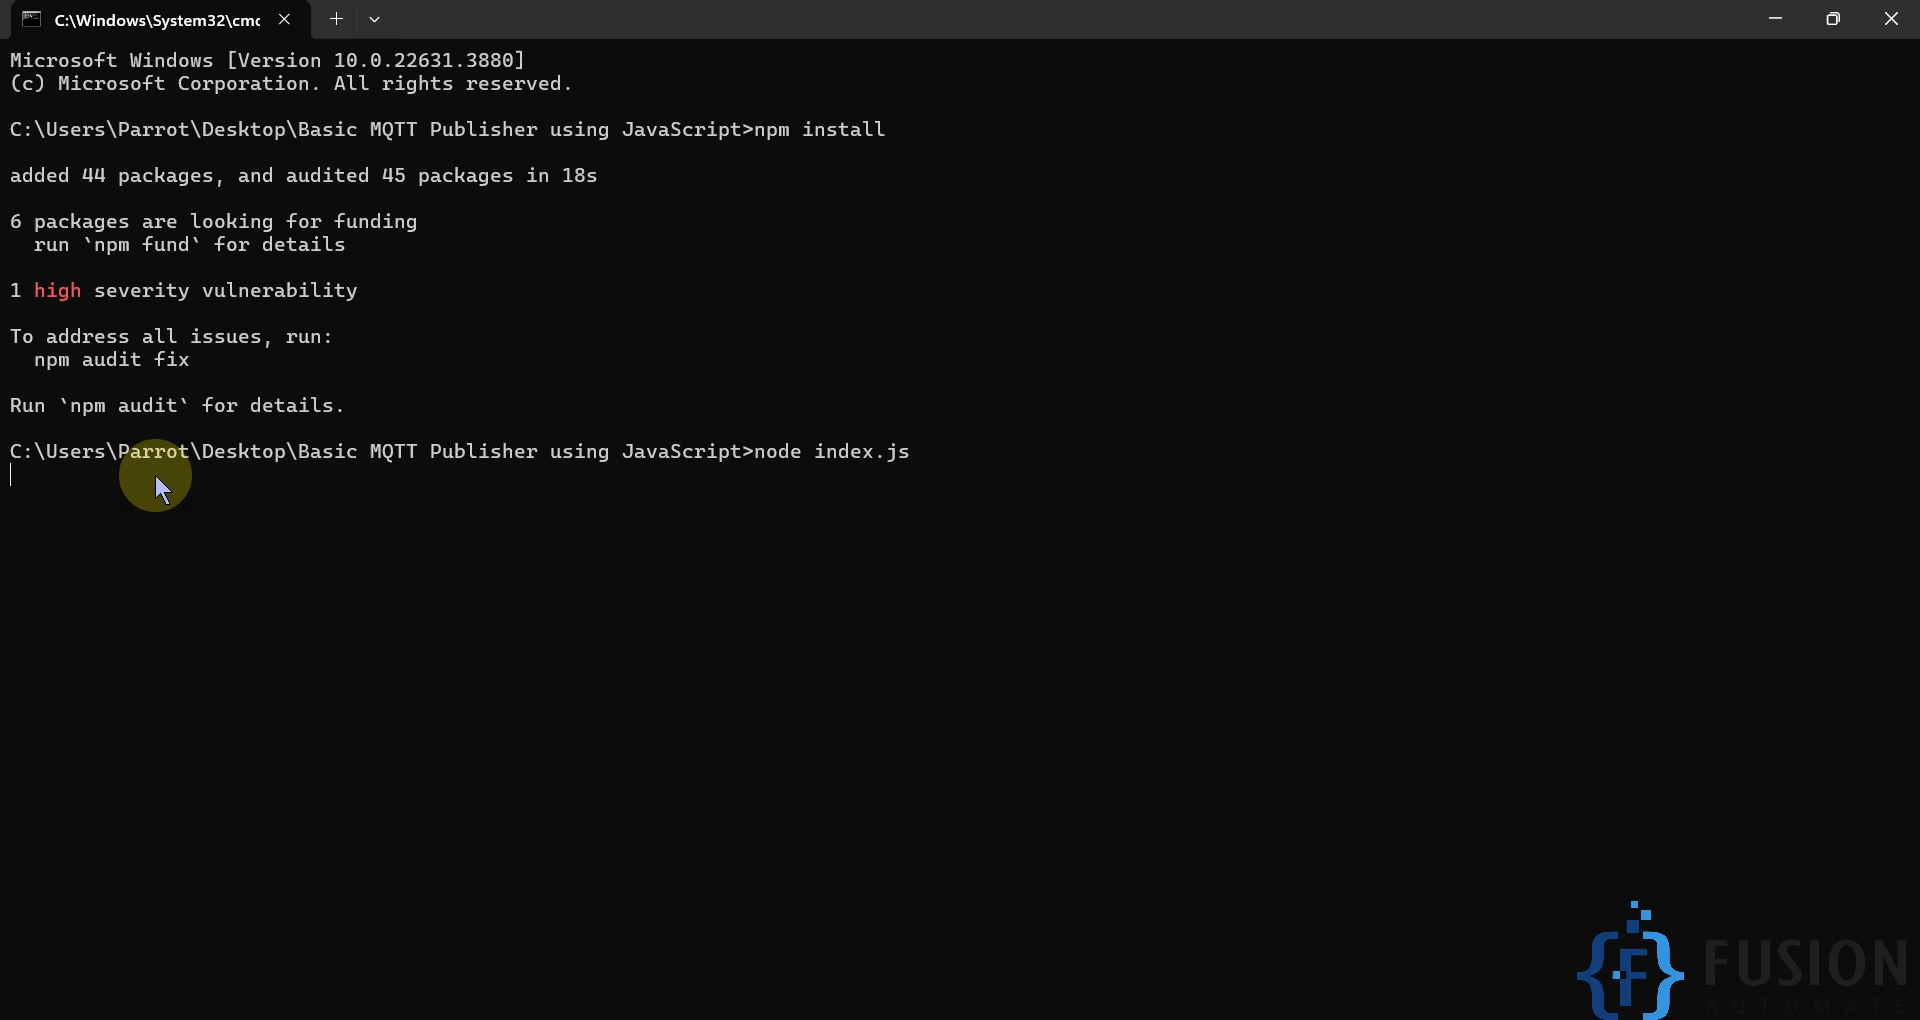 C:\Windows\System32\cmd
Microsoft Windows [Version 10.0.22631.3880]
(c) Microsoft Corporation. All rights reserved.
C:\Users\Parrot\Desktop\Basic MQTT Publisher using JavaScript>npm install
added 44 packages, and audited 45 packages in 18s
6 packages are looking for funding
  run `npm fund` for details
1 high severity vulnerability
To address all issues, run:
  npm audit fix
Run `npm audit` for details.
C:\Users\Parrot\Desktop\Basic MQTT Publisher using JavaScript>node index.js
FUSION
AUTOMATE